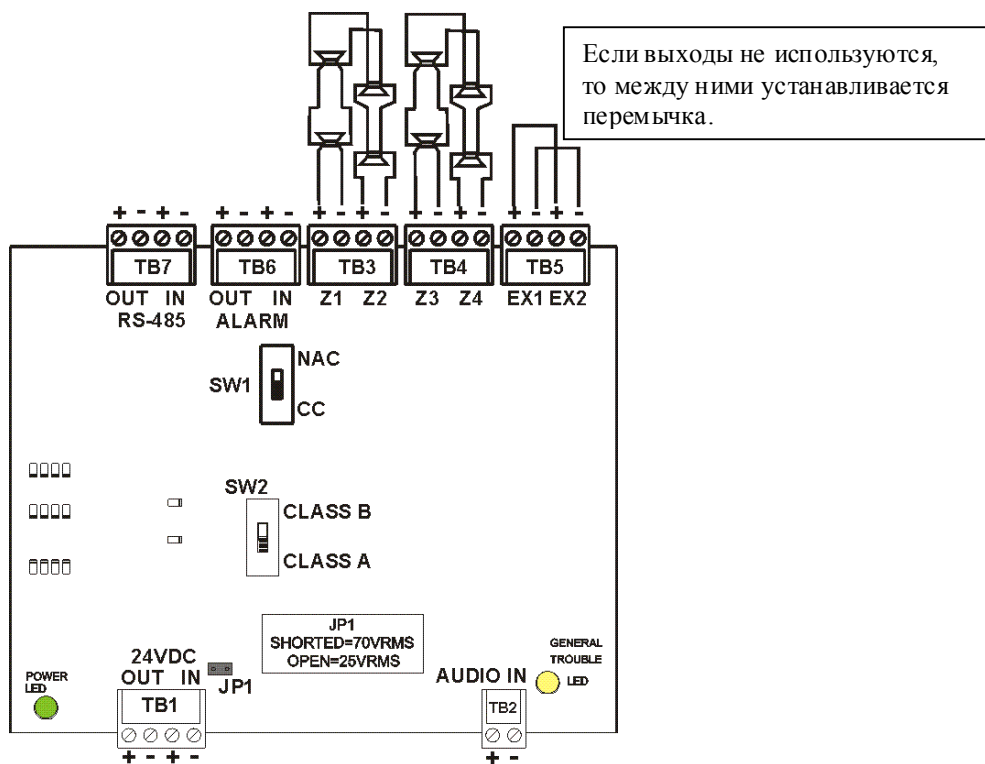 Если выходы не используются,
то между ними устанавливается
перемычка.
+ - + -
+ - + -
+ - + -
+ - + -
+ - + -
TB7
TB6
TB3
TB4
TB5
OUT IN
OUT IN
Z1 Z2
Z3 Z4
EX1 EX2
RS-485
ALARM
NAC
SW1
CC
SW2
CLASS B
CLASS A
JP1
SHORTED=70VRMS
OPEN=25VRMS
24VDC
OUT IN
JP1
POWER
LED
TB1
+ - + -
AUDIO IN
TB2
+ -
GENERAL
TROUBLE
LED